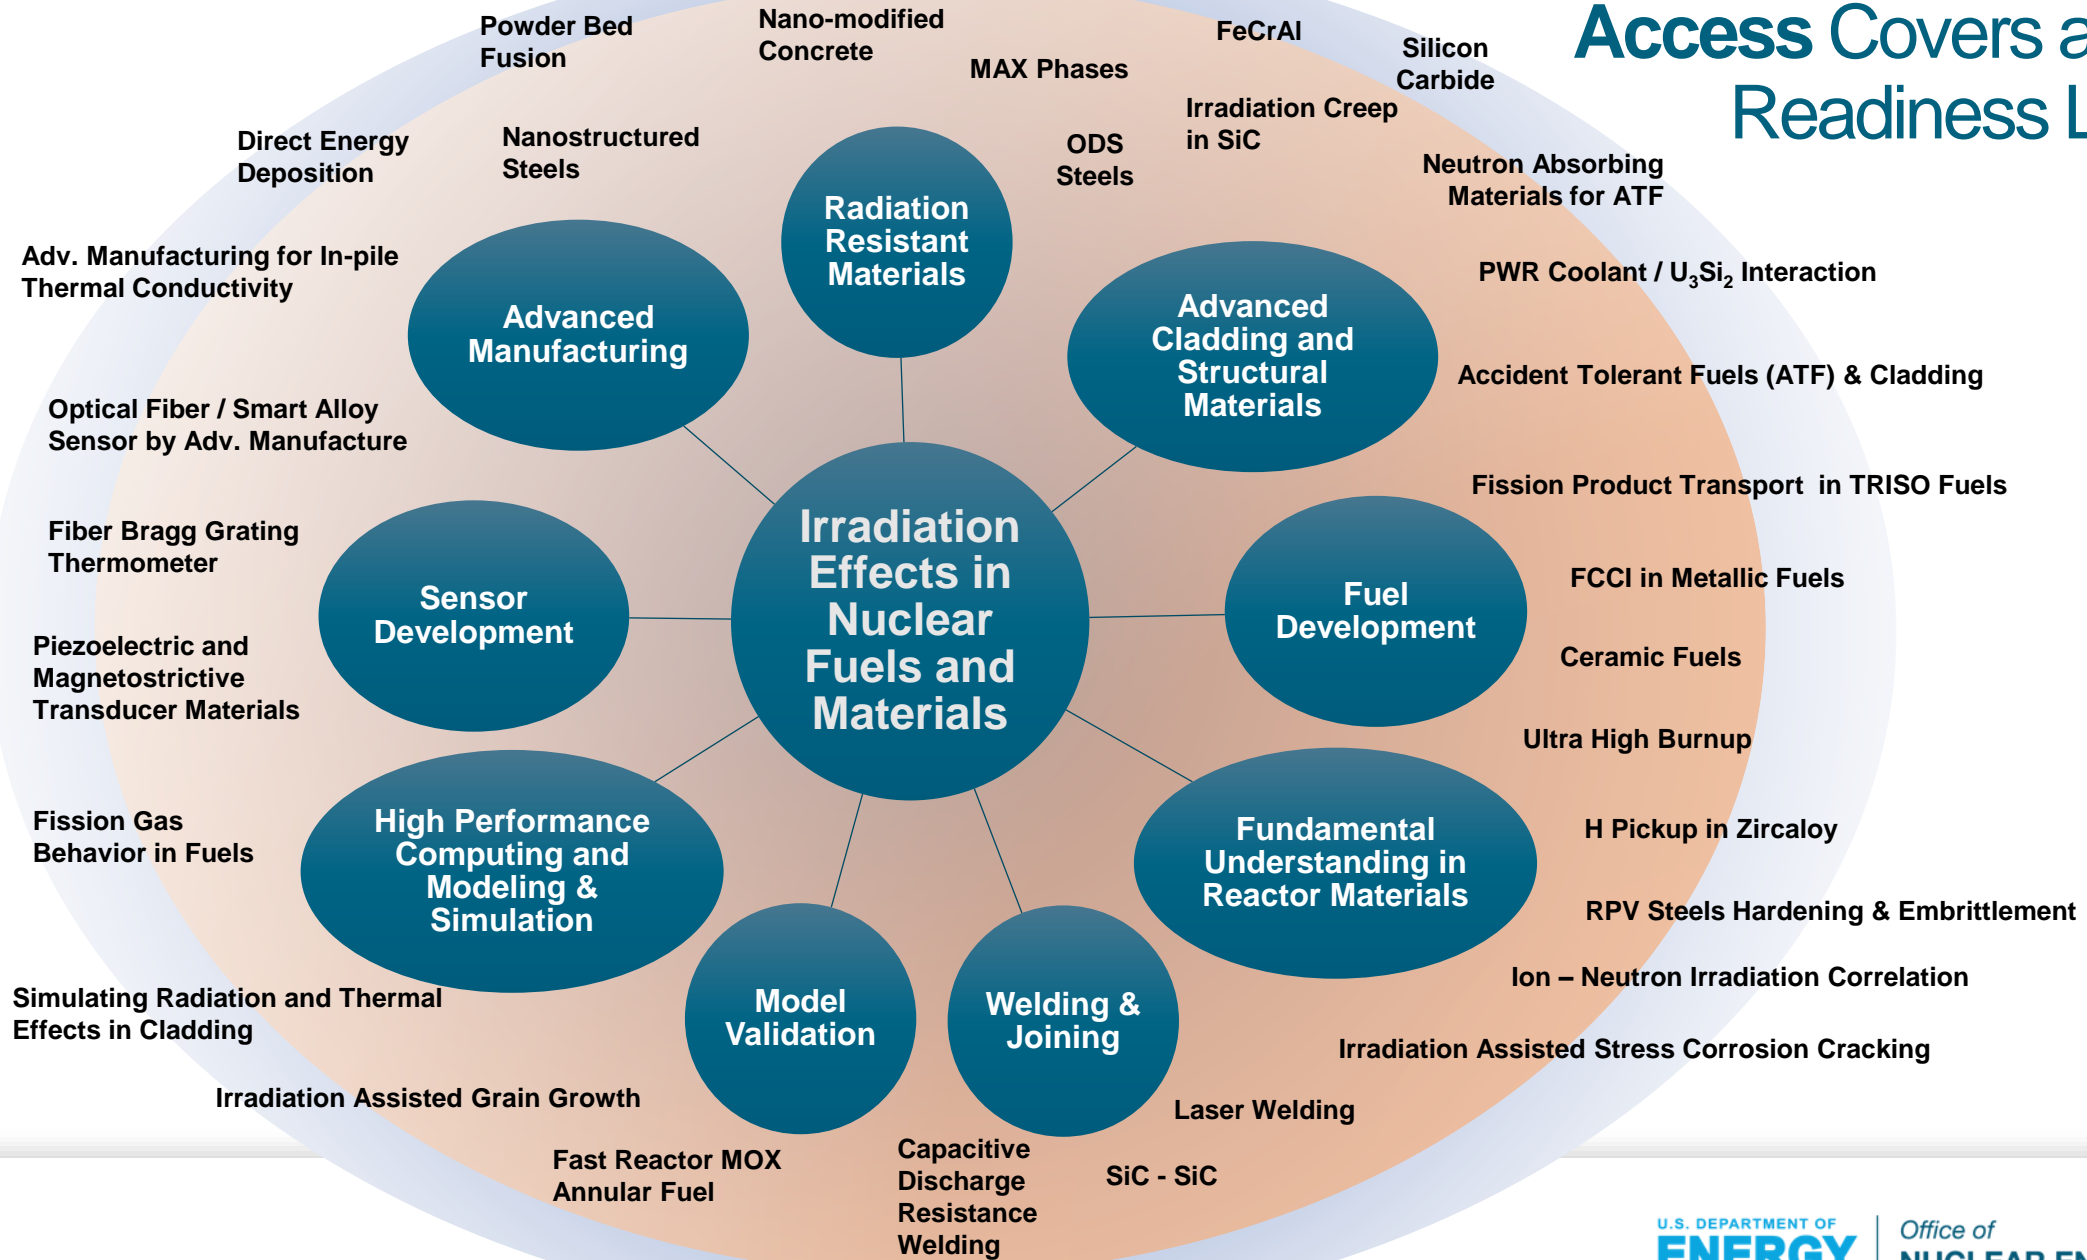 Access Covers a
Readiness L
Powder Bed
Fusion
Nano-modified
Concrete
MAX Phases
FeCrAl
Silicon
Carbide
Direct Energy
Deposition
Nanostructured
Steels
ODS
Steels
Irradiation Creep
in SiC
Neutron Absorbing
Materials for ATF
Adv. Manufacturing for In-pile
Thermal Conductivity
Advanced
Manufacturing
Radiation
Resistant
Materials
Advanced
Cladding and
Structural
Materials
PWR Coolant / U₃Si₂ Interaction
Accident Tolerant Fuels (ATF) & Cladding
Optical Fiber / Smart Alloy
Sensor by Adv. Manufacture
Fission Product Transport in TRISO Fuels
Fiber Bragg Grating
Thermometer
Sensor
Development
Irradiation
Effects in
Nuclear
Fuels and
Materials
Fuel
Development
FCCI in Metallic Fuels
Ceramic Fuels
Piezoelectric and
Magnetostrictive
Transducer Materials
Ultra High Burnup
Fission Gas
Behavior in Fuels
High Performance
Computing and
Modeling &
Simulation
Fundamental
Understanding in
Reactor Materials
H Pickup in Zircaloy
RPV Steels Hardening & Embrittlement
Ion – Neutron Irradiation Correlation
Simulating Radiation and Thermal
Effects in Cladding
Model
Validation
Welding &
Joining
Irradiation Assisted Stress Corrosion Cracking
Irradiation Assisted Grain Growth
Laser Welding
Fast Reactor MOX
Annular Fuel
Capacitive
Discharge
Resistance
Welding
SiC - SiC
U.S. DEPARTMENT OF
ENERGY
Office of
NUCLEAR EN